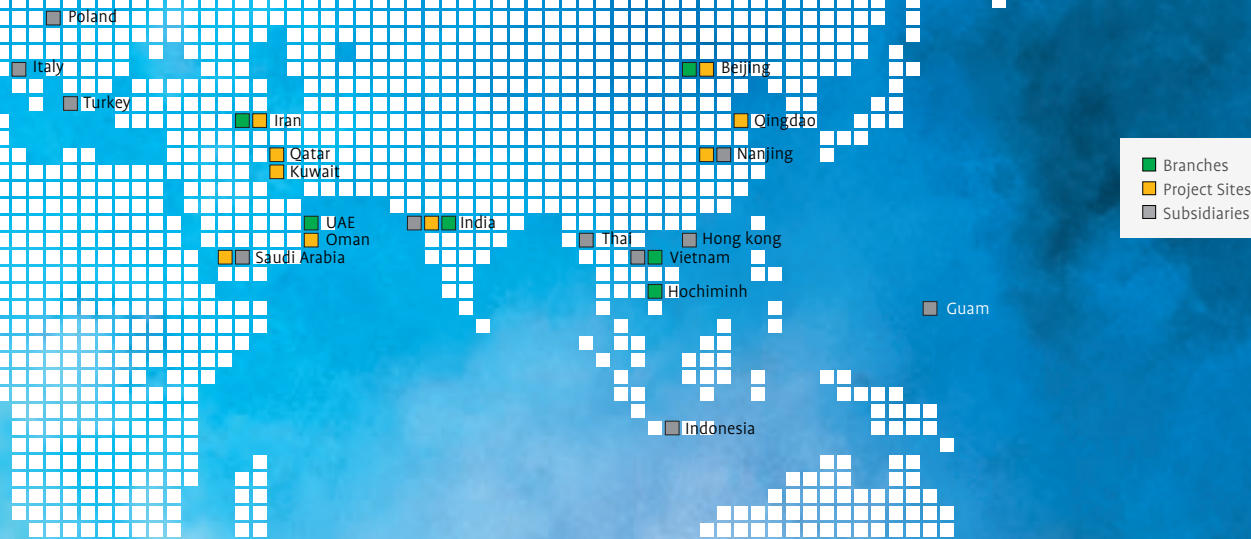 Poland
Italy
Beijing
Turkey
Iran
Qingdao
Qatar
Nanjing
Kuwait
UAE
India
Oman
Thai
Hong kong
Saudi Arabia
Vietnam
Hochiminh
Guam
Indonesia
Branches
Project Sites
Subsidiaries